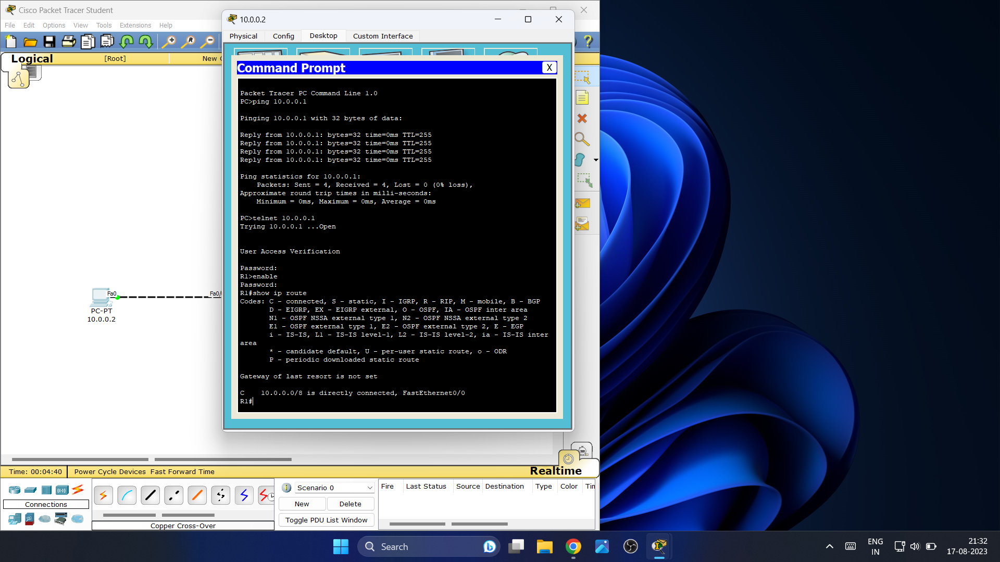 Cisco Packet Tracer Student
File Edit Options View Tools Extensions Help
Logical [Root] New C
10.0.0.2
Physical Config Desktop Custom Interface
Command Prompt X
Packet Tracer PC Command Line 1.0
PC>ping 10.0.0.1
Pinging 10.0.0.1 with 32 bytes of data:
Reply from 10.0.0.1: bytes=32 time=0ms TTL=255
Reply from 10.0.0.1: bytes=32 time=0ms TTL=255
Reply from 10.0.0.1: bytes=32 time=0ms TTL=255
Reply from 10.0.0.1: bytes=32 time=0ms TTL=255
Ping statistics for 10.0.0.1:
Packets: Sent = 4, Received = 4, Lost = 0 (0% loss),
Approximate round trip times in milli-seconds:
Minimum = 0ms, Maximum = 0ms, Average = 0ms
PC>telnet 10.0.0.1
Trying 10.0.0.1 ...Open
User Access Verification
Password:
R1>enable
Password:
R1#show ip route
Codes: C - connected, S - static, I - IGRP, R - RIP, M - mobile, B - BGP
D - EIGRP, EX - EIGRP external, O - OSPF, IA - OSPF inter area
N1 - OSPF NSSA external type 1, N2 - OSPF NSSA external type 2
E1 - OSPF external type 1, E2 - OSPF external type 2, E - EGP
i - IS-IS, L1 - IS-IS level-1, L2 - IS-IS level-2, ia - IS-IS inter
area
* - candidate default, U - per-user static route, o - ODR
P - periodic downloaded static route
Gateway of last resort is not set
C 10.0.0.0/8 is directly connected, FastEthernet0/0
R1#
Fa0 Fa0/
PC-PT
10.0.0.2
Time: 00:04:40 Power Cycle Devices Fast Forward Time Realtime
Connections
Copper Cross-Over
Scenario 0
New Delete
Toggle PDU List Window
Fire Last Status Source Destination Type Color Tin
Search
ENG
IN
21:32
17-08-2023